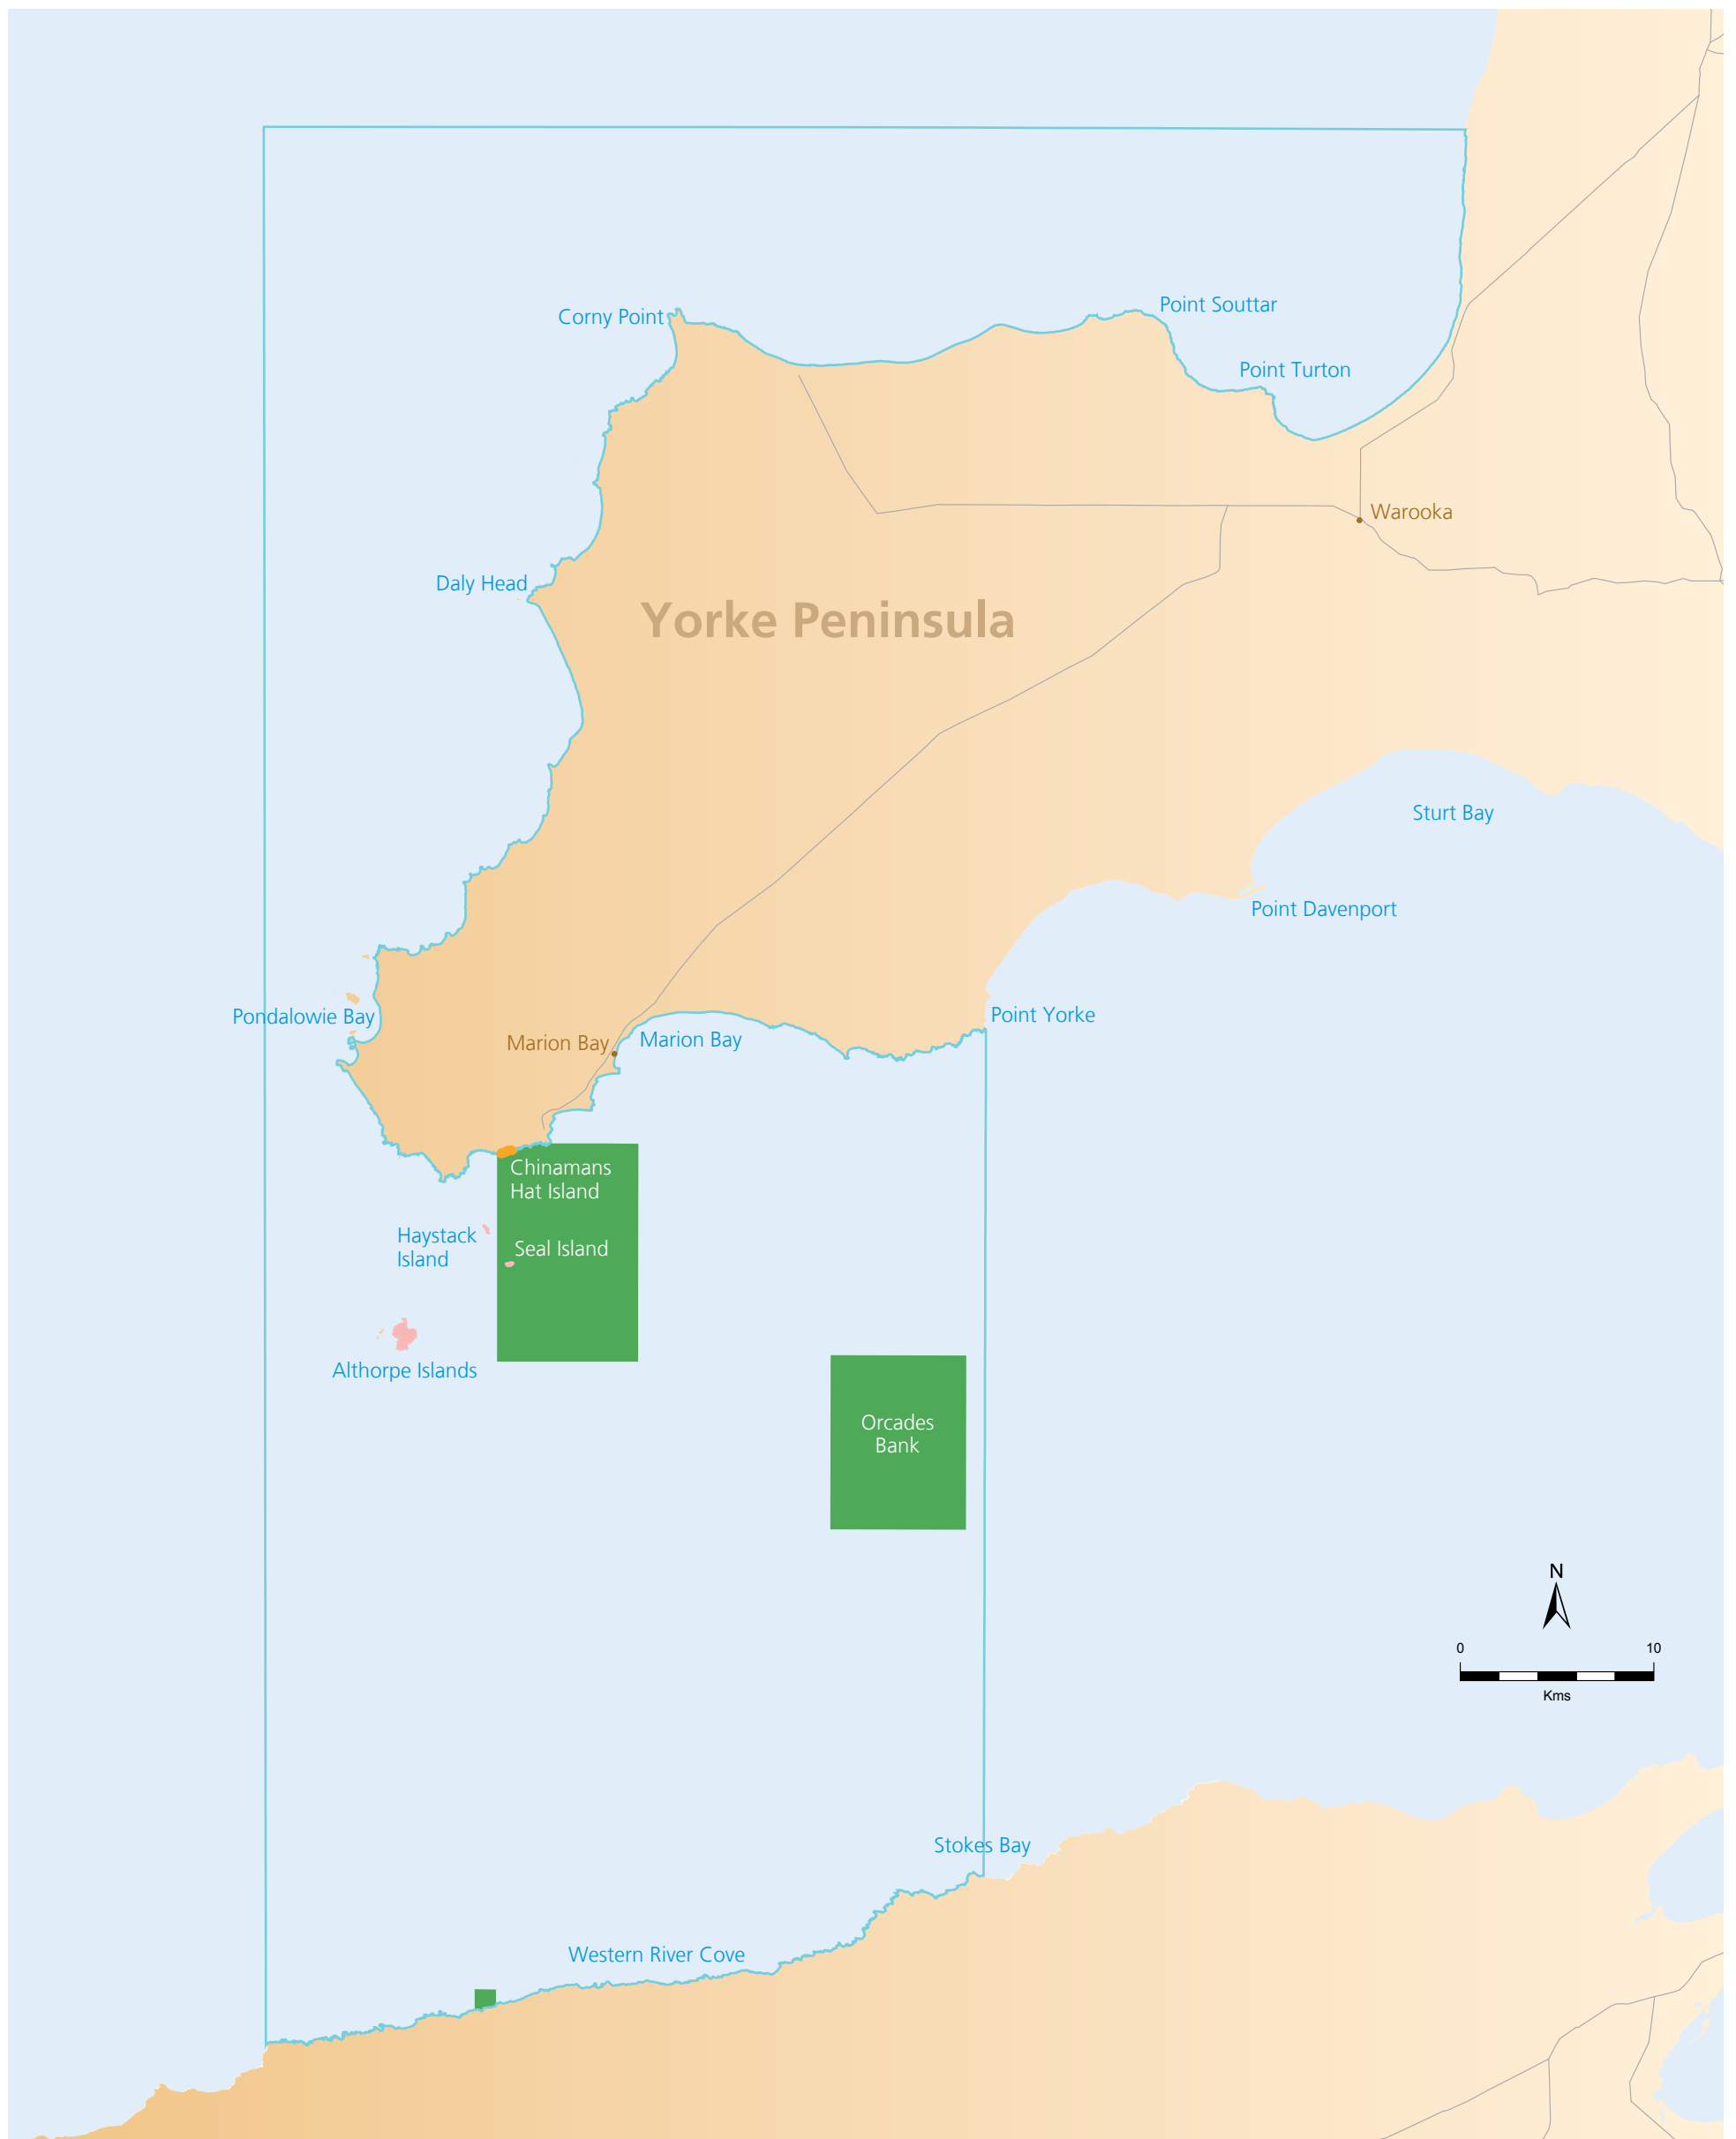 Point Souttar
Corny Point
Point Turton
Warooka
Daly Head
Yorke Peninsula
Sturt Bay
Point Davenport
Pondalowie Bay
Point Yorke
Marion Bay
Marion Bay
Chinamans
Hat Island
Haystack
Island
Seal Island
Althorpe Islands
Orcades
Bank
N
0 10
Kms
Stokes Bay
Western River Cove